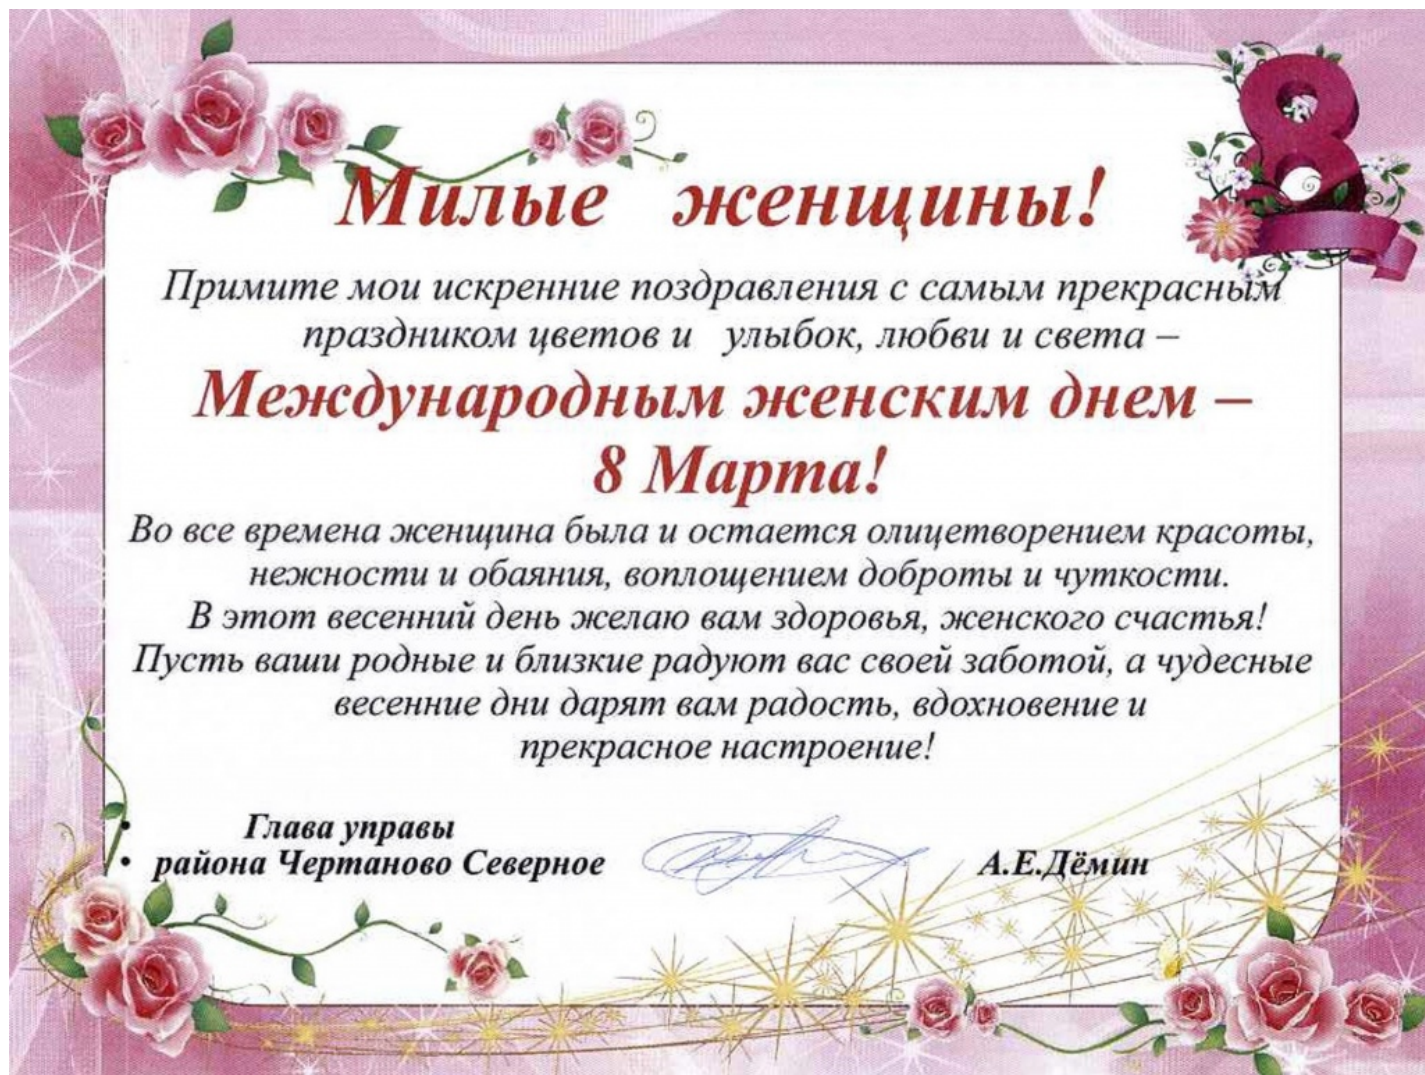 8
Милые женщины!
Примите мои искренние поздравления с самым прекрасным
праздником цветов и улыбок, любви и света –
Международным женским днем –
8 Марта!
Во все времена женщина была и остается олицетворением красоты,
нежности и обаяния, воплощением доброты и чуткости.
В этот весенний день желаю вам здоровья, женского счастья!
Пусть ваши родные и близкие радуют вас своей заботой, а чудесные
весенние дни дарят вам радость, вдохновение и
прекрасное настроение!
• Глава управы
• района Чертаново Северное А.Е.Дёмин